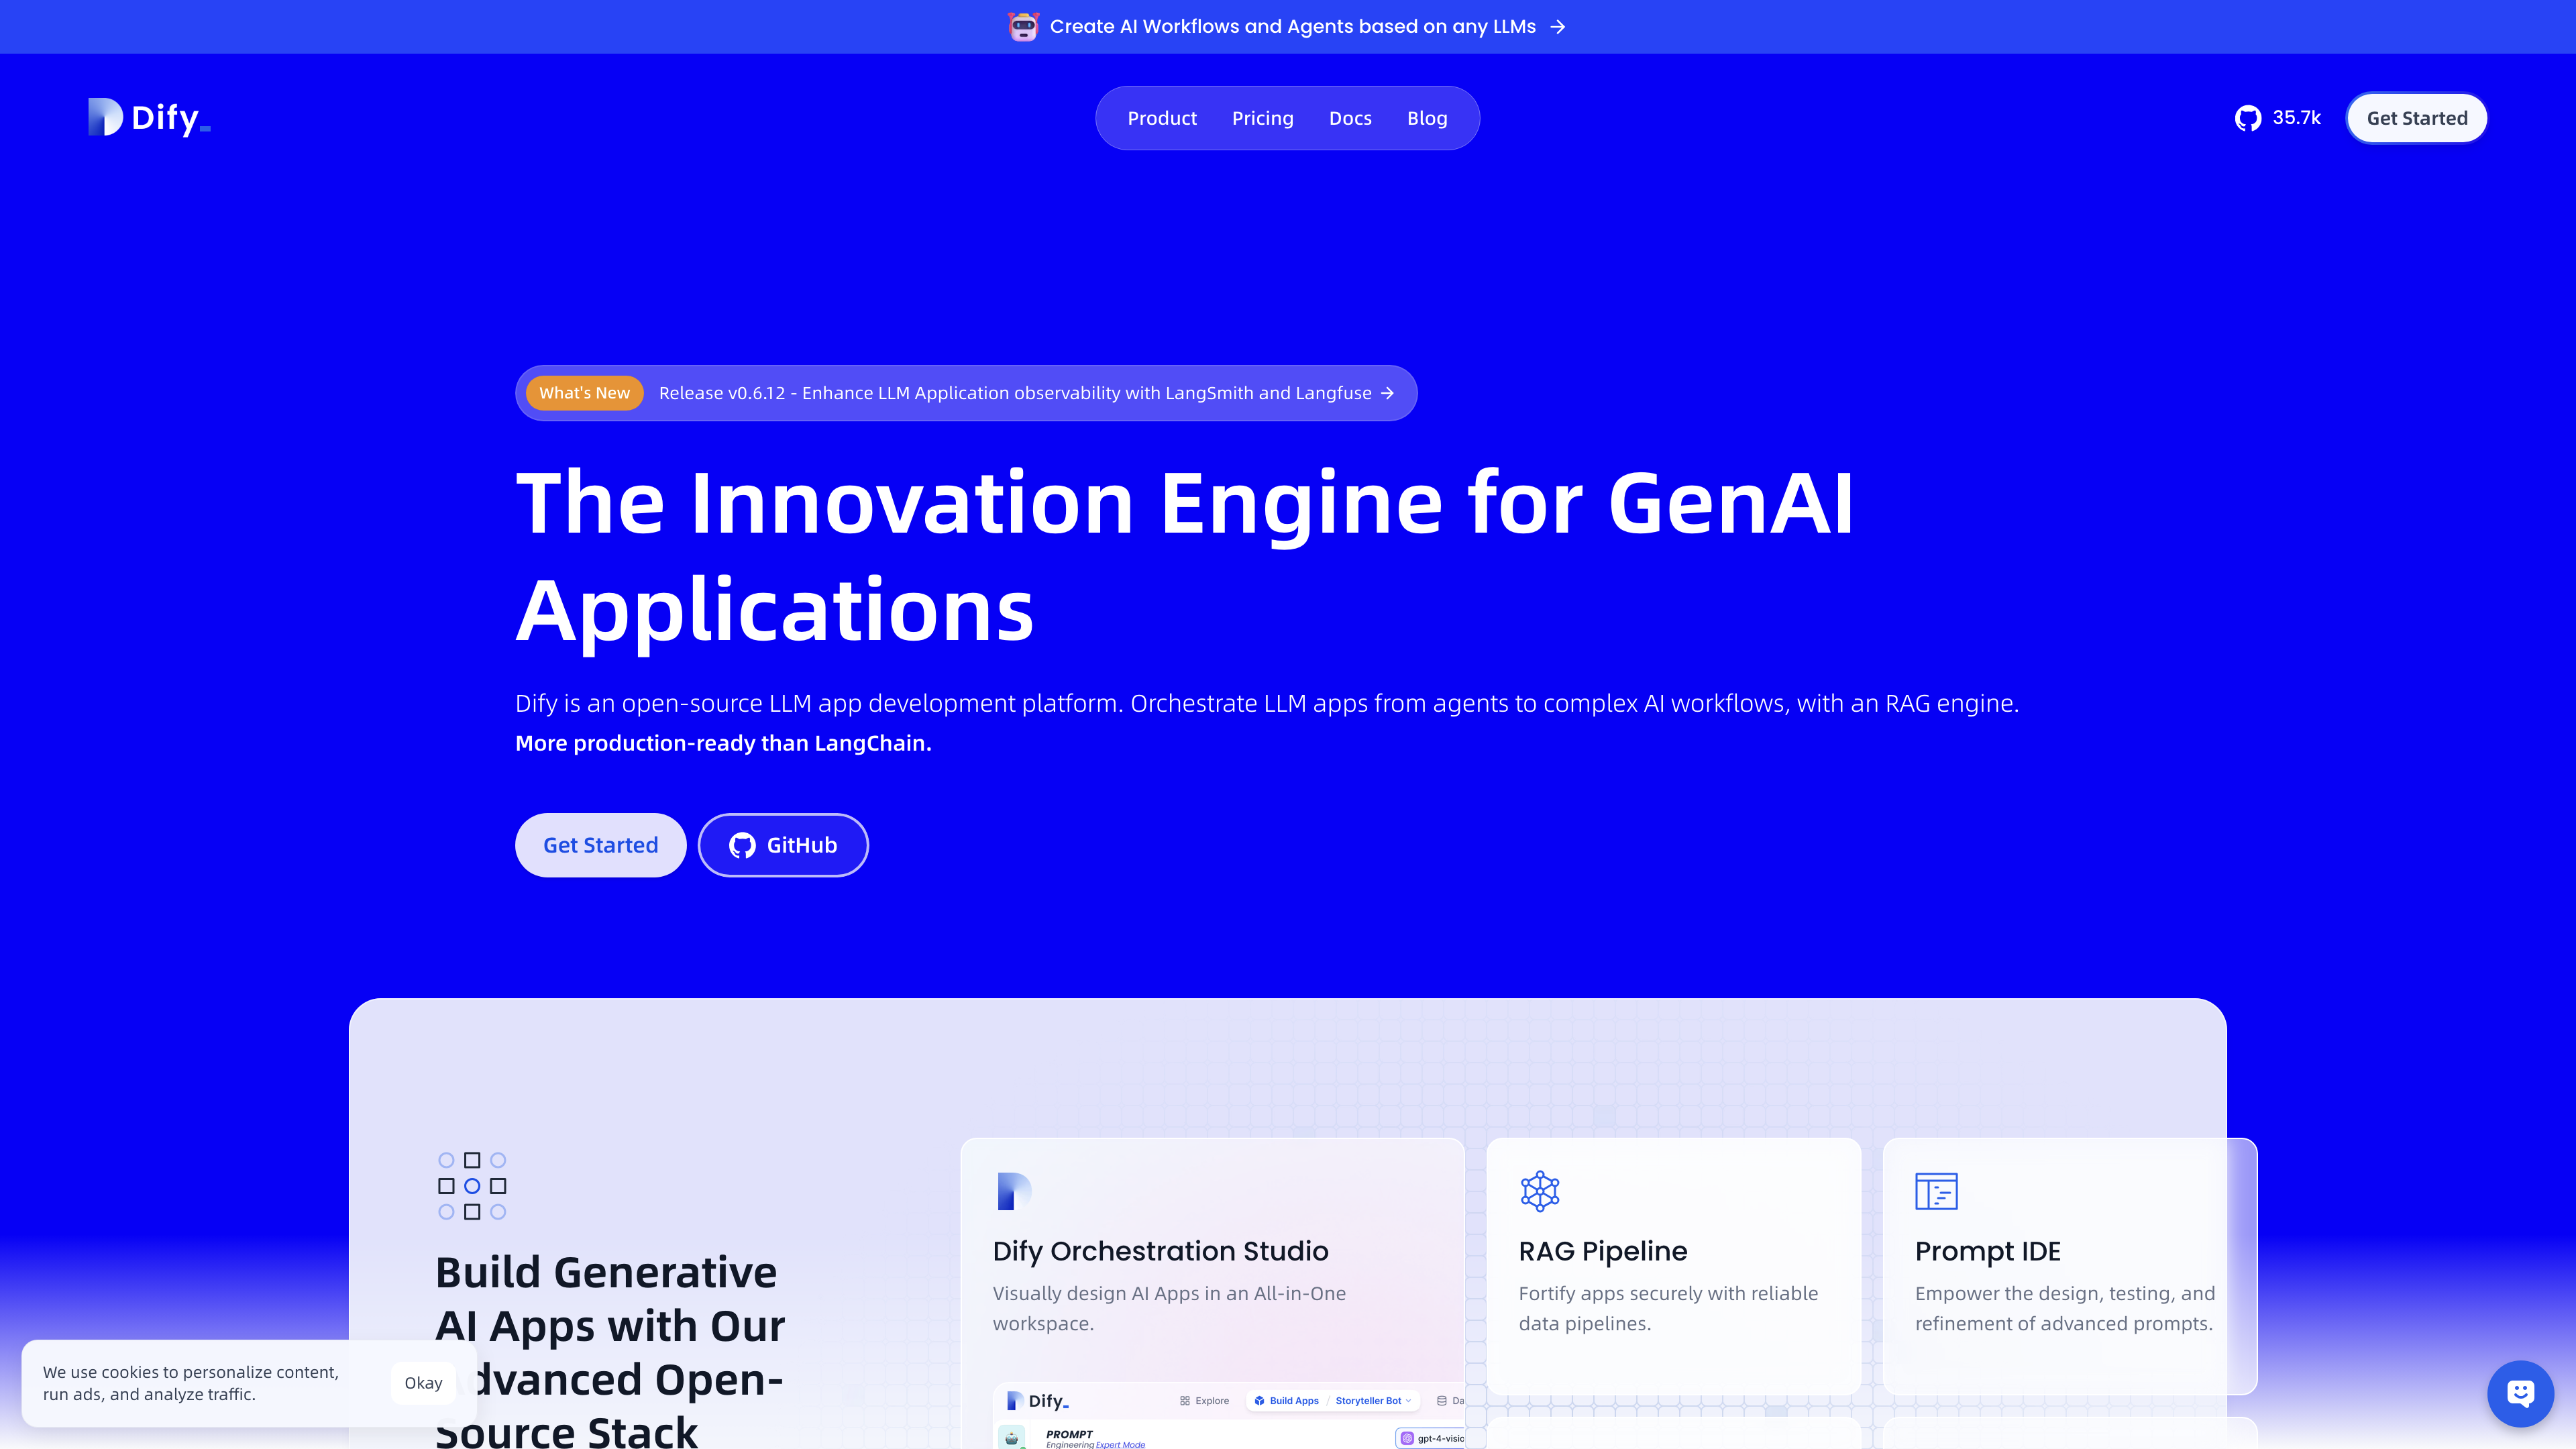 Create AI Workflows and Agents based on any LLMs →
Dify_
Product Pricing Docs Blog
35.7k
Get Started
What's New
Release v0.6.12 - Enhance LLM Application observability with LangSmith and Langfuse →
The Innovation Engine for GenAI
Applications
Dify is an open-source LLM app development platform. Orchestrate LLM apps from agents to complex AI workflows, with an RAG engine.
More production-ready than LangChain.
Get Started
GitHub
Build Generative
AI Apps with Our
dvanced Open-
Source Stack
Dify Orchestration Studio
Visually design AI Apps in an All-in-One
workspace.
Dify_
Explore
Build Apps / Storyteller Bot
Da
PROMPT
Engineering Expert Mode
gpt-4-visic
RAG Pipeline
Fortify apps securely with reliable
data pipelines.
Prompt IDE
Empower the design, testing, and
refinement of advanced prompts.
We use cookies to personalize content,
run ads, and analyze traffic.
Okay